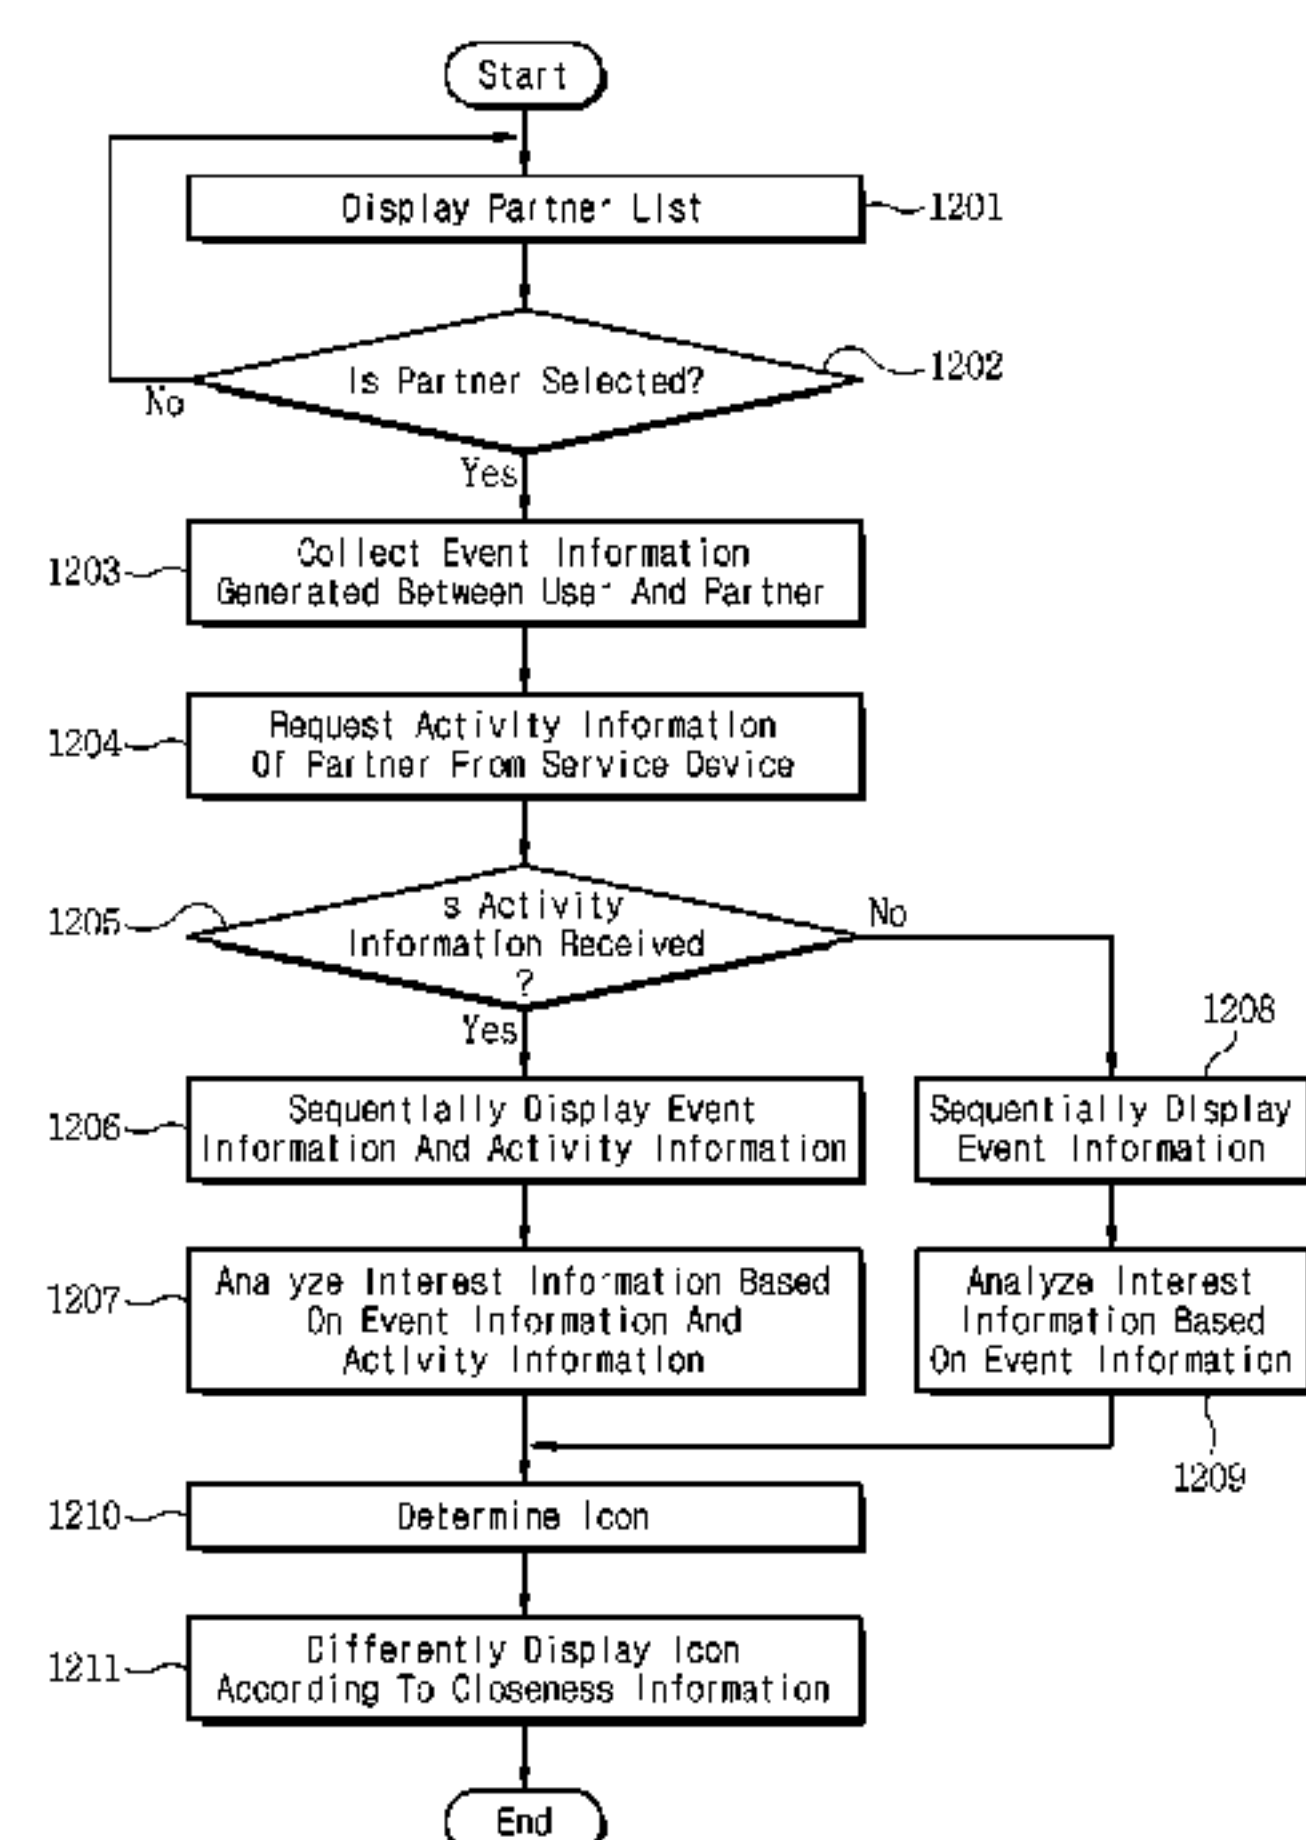 Start
Display Partner List
1201
Is Partner Selected?
1202
No
Yes
1203
Collect Event Information
Generated Between User And Partner
1204
Request Activity Information
Of Partner From Service Device
1205
s Activity
Information Received
?
No
Yes
1206
Sequentially Display Event
Information And Activity Information
1208
Sequentially Display
Event Information
1207
Ana yze Interest Information Based
On Event Information And
Activity Information
Analyze Interest
Information Based
On Event Information
1209
1210
Determine Icon
1211
Differently Display Icon
According To Closeness Information
End